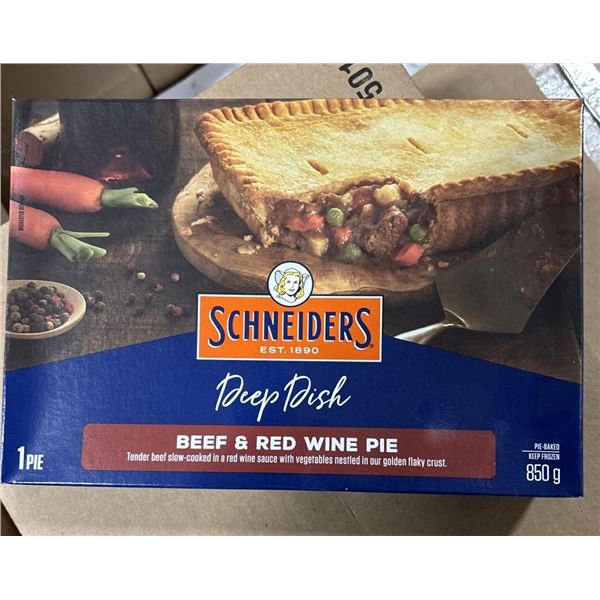 504
SCHNEIDERS
EST. 1890
Deep Dish
BEEF & RED WINE PIE
Tender beef slow-cooked in a red wine sauce with vegetables nestled in our golden flaky crust.
1 PIE
PIE-BAKED
KEEP FROZEN
850 g